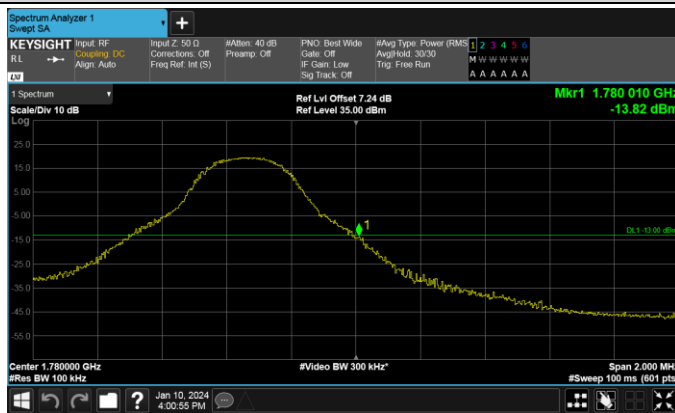 Spectrum Analyzer 1
Swept SA
+
KEYSIGHT
RL
LXI
Input: RF
Coupling: DC
Align: Auto
Input Z: 50 Ω
Corrections: Off
Freq Ref: Int (S)
#Atten: 40 dB
Preamp: Off
PNO: Best Wide
Gate: Off
IF Gain: Low
Sig Track: Off
#Avg Type: Power (RMS
Avg|Hold: 30/30
Trig: Free Run
1 2 3 4 5 6
M W W W W W
A A A A A A
1 Spectrum
Scale/Div 10 dB
Log
Ref Lvl Offset 7.24 dB
Ref Level 35.00 dBm
Mkr1 1.780 010 GHz
-13.82 dBm
25.0
15.0
5.00
-5.00
-15.0
-25.0
-35.0
-45.0
-55.0
1
DL1 -13.00 dBm
Center 1.780000 GHz
#Res BW 100 kHz
#Video BW 300 kHz*
Span 2.000 MHz
#Sweep 100 ms (601 pts
?
Jan 10, 2024
4:00:55 PM